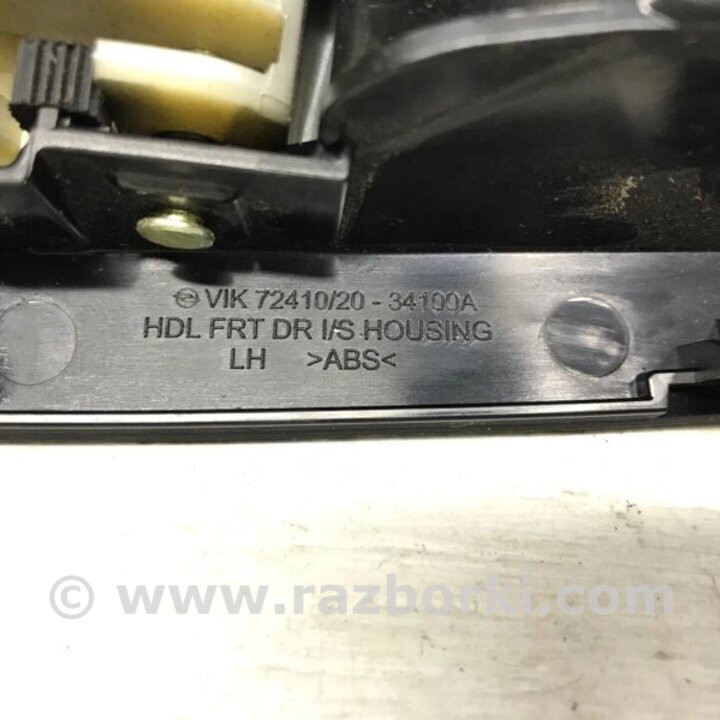 VIK 72410/20 - 34100A
HDL FRT DR I/S HOUSING
LH >ABS<
© www.razborki.com